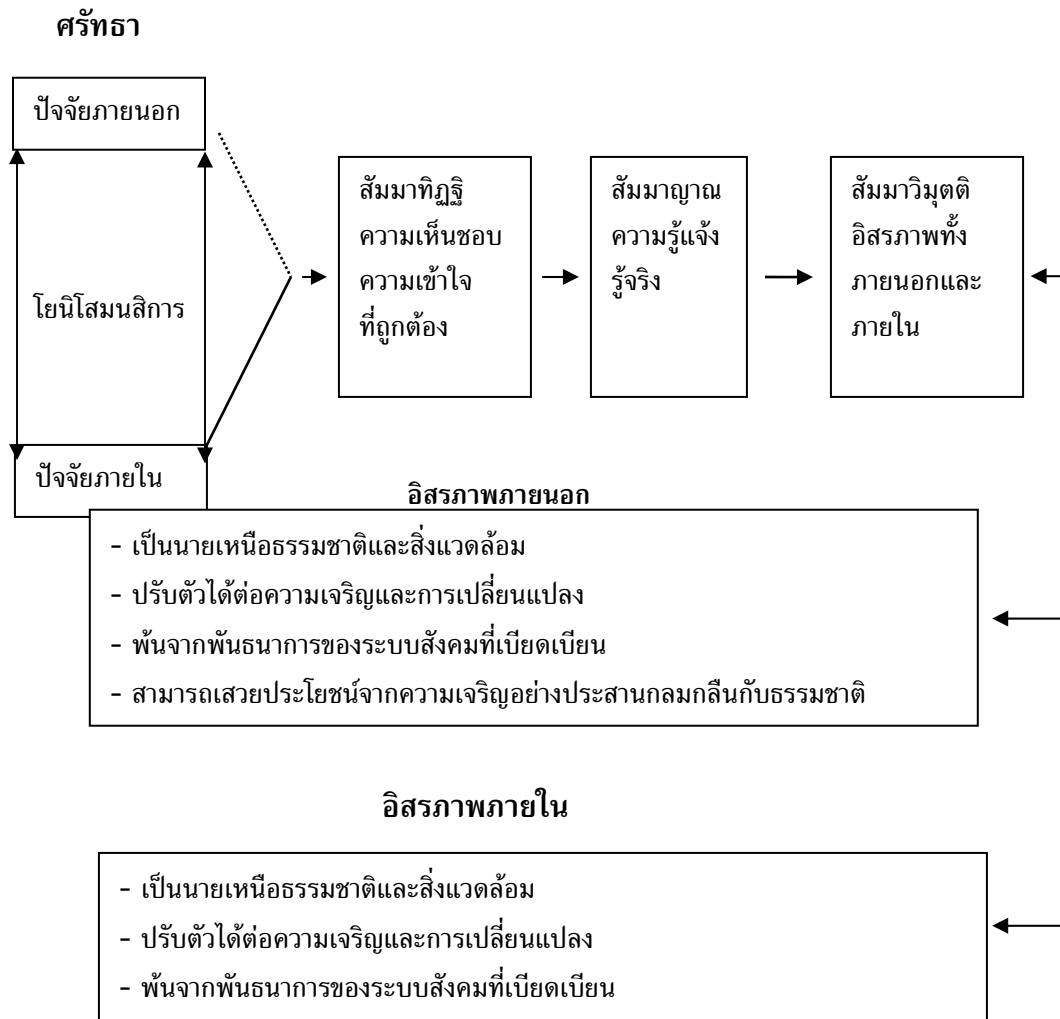 ศรัทธา
ปัจจัยภายนอก
โยนิโสมนสิการ
ปัจจัยภายใน
สัมมาทิฏฐิ
ความเห็นชอบ
ความเข้าใจ
ที่ถูกต้อง
สัมมาญาณ
ความรู้แจ้ง
รู้จริง
สัมมาวิมุตติ
อิสรภาพทั้ง
ภายนอกและ
ภายใน
อิสรภาพภายนอก
- เป็นนายเหนือธรรมชาติและสิ่งแวดล้อม
- ปรับตัวได้ต่อความเจริญและการเปลี่ยนแปลง
- พ้นจากพันธนาการของระบบสังคมที่เบียดเบียน
- สามารถเสวยประโยชน์จากความเจริญอย่างประสานกลมกลืนกับธรรมชาติ
อิสรภาพภายใน
- เป็นนายเหนือธรรมชาติและสิ่งแวดล้อม
- ปรับตัวได้ต่อความเจริญและการเปลี่ยนแปลง
- พ้นจากพันธนาการของระบบสังคมที่เบียดเบียน